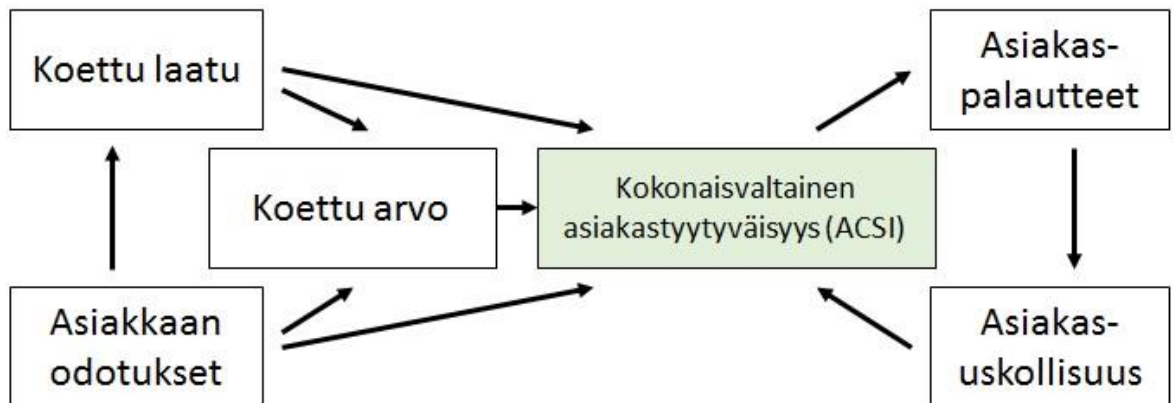 Koettu laatu
Asiakas-
palautteet
Koettu arvo
Kokonaisvaltainen
asiakastyytyväisyys (ACSI)
Asiakkaan
odotukset
Asiakas-
uskollisuus